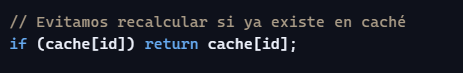 // Evitamos recalcular si ya existe en caché
if (cache[id]) return cache[id];